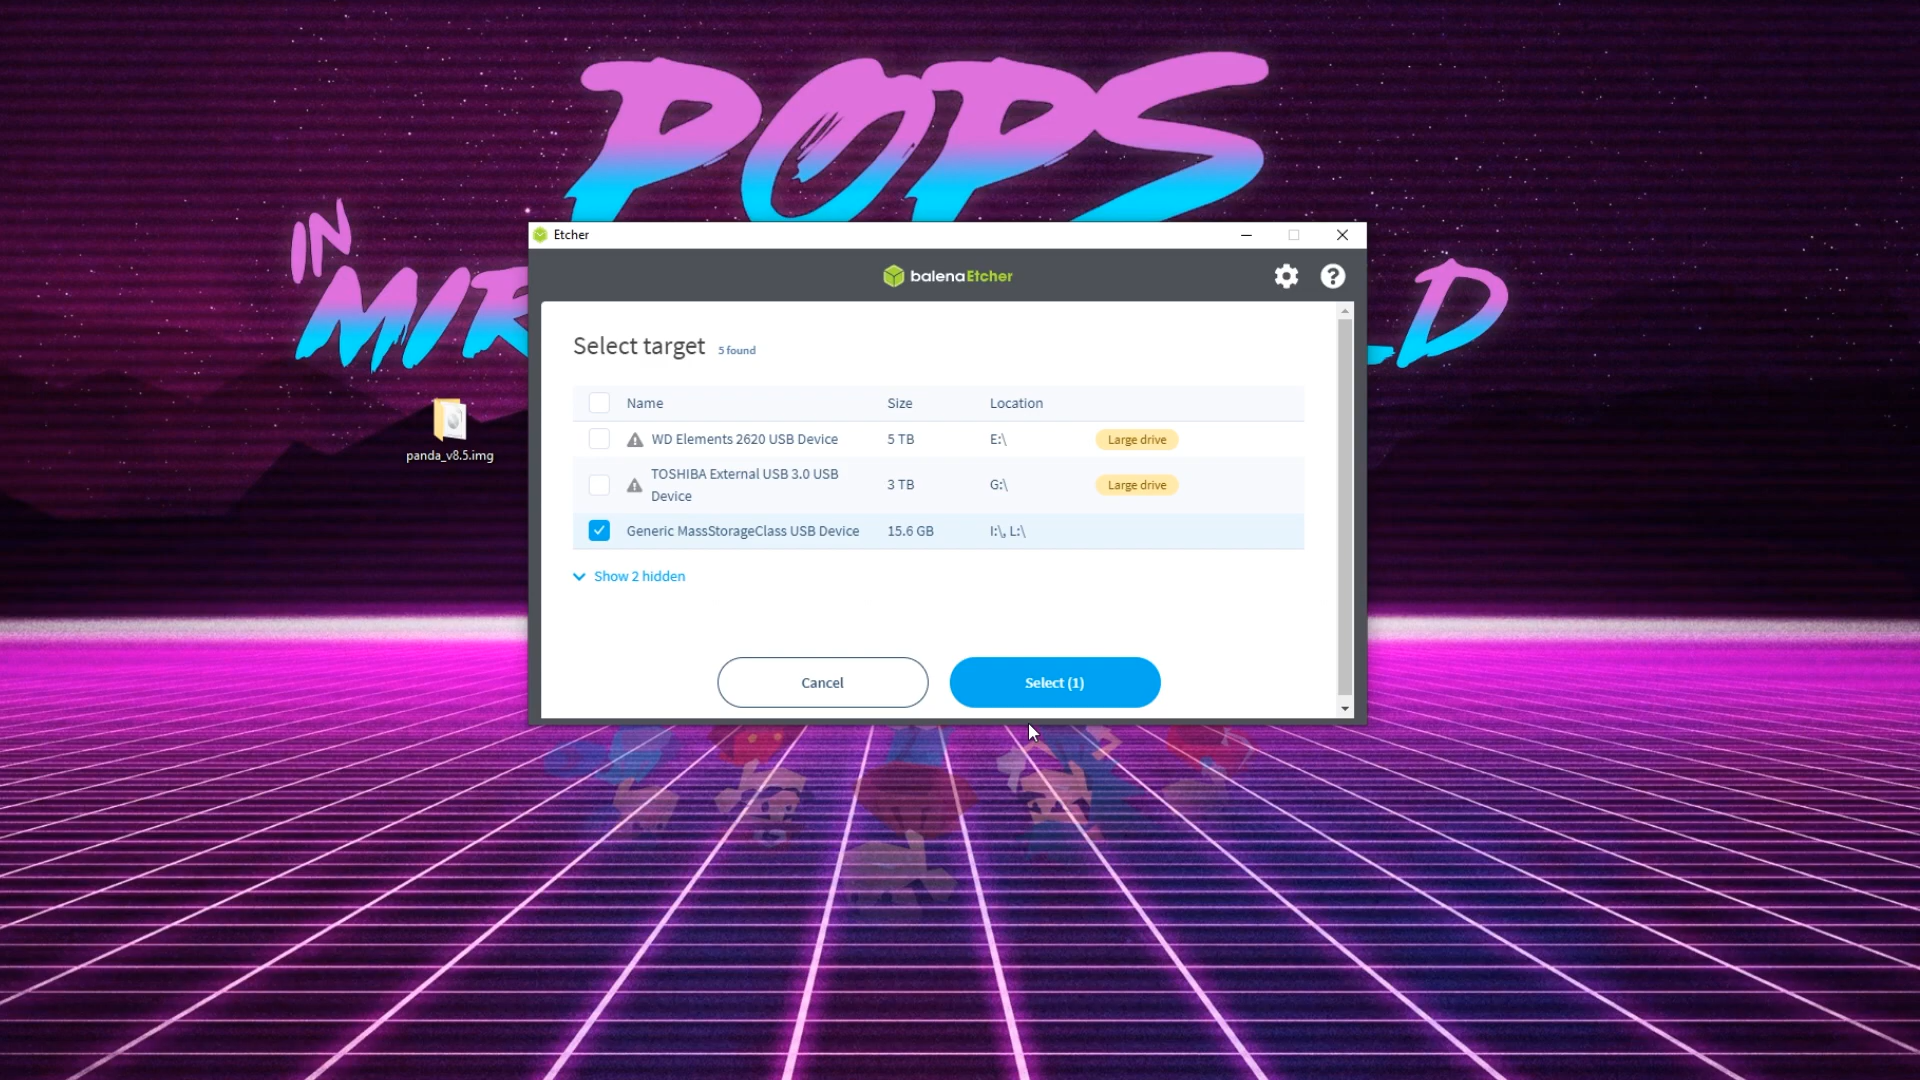 POPS
IN
MIR
LD
Etcher
balenaEtcher
Select target 5 found
Name Size Location
WD Elements 2620 USB Device 5 TB E:\ Large drive
TOSHIBA External USB 3.0 USB
Device 3 TB G:\ Large drive
Generic MassStorageClass USB Device 15.6 GB I:\, L:\
Show 2 hidden
Cancel Select (1)
panda_v8.5.img